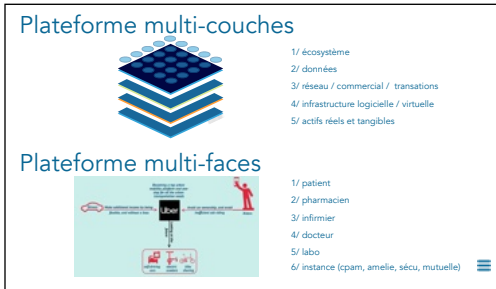 Plateforme multi-couches
1/ écosystème
2/ données
3/ réseau / commercial / transations
4/ infrastructure logicielle / virtuelle
5/ actifs réels et tangibles
Plateforme multi-faces
Uber
1/ patient
2/ pharmacien
3/ infirmier
4/ docteur
5/ labo
6/ instance (cpam, amelie, sécu, mutuelle)